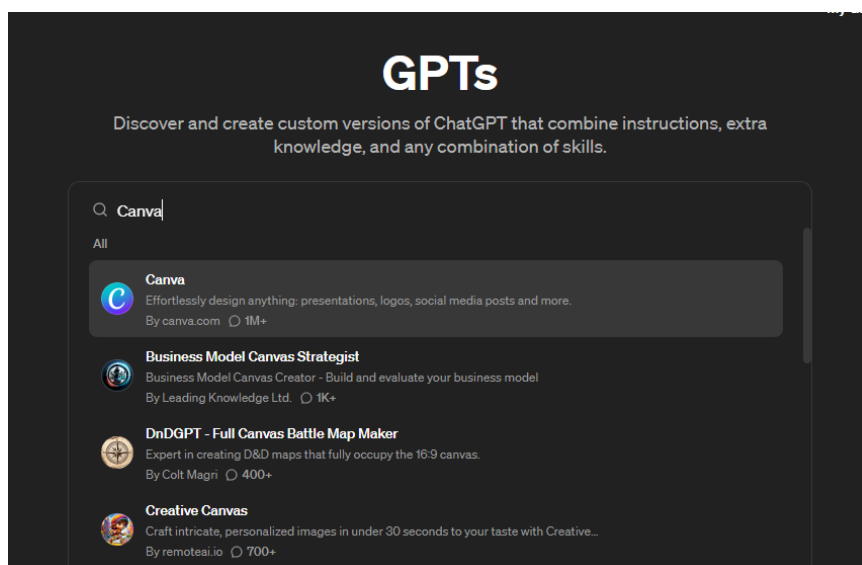 GPTs
Discover and create custom versions of ChatGPT that combine instructions, extra
knowledge, and any combination of skills.
Canva
All
Canva
Effortlessly design anything: presentations, logos, social media posts and more.
By canva.com 1M+
Business Model Canvas Strategist
Business Model Canvas Creator - Build and evaluate your business model
By Leading Knowledge Ltd. 1K+
DnDGPT - Full Canvas Battle Map Maker
Expert in creating D&D maps that fully occupy the 16:9 canvas.
By Colt Magri 400+
Creative Canvas
Craft intricate, personalized images in under 30 seconds to your taste with Creative...
By remoteai.io 700+